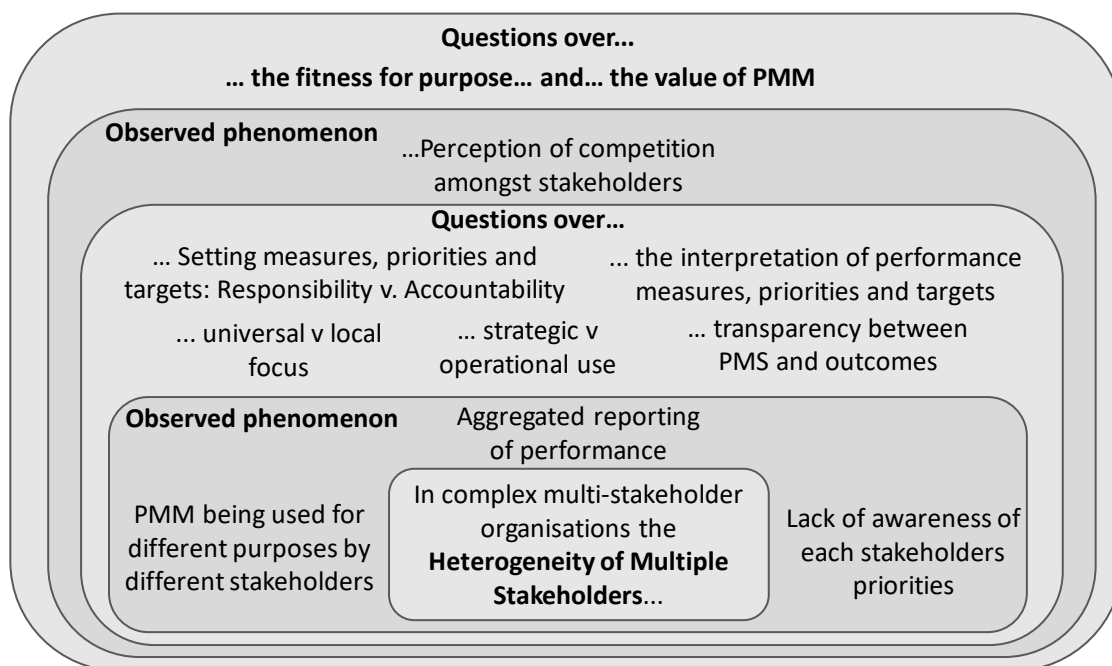 Questions over...
... the fitness for purpose... and... the value of PMM
Observed phenomenon
...Perception of competition
amongst stakeholders
Questions over...
... Setting measures, priorities and
targets: Responsibility v. Accountability
... the interpretation of performance
measures, priorities and targets
... universal v local
focus
... strategic v
operational use
... transparency between
PMS and outcomes
Observed phenomenon
Aggregated reporting
of performance
PMM being used for
different purposes by
different stakeholders
In complex multi-stakeholder
organisations the
Heterogeneity of Multiple
Stakeholders...
Lack of awareness of
each stakeholders
priorities